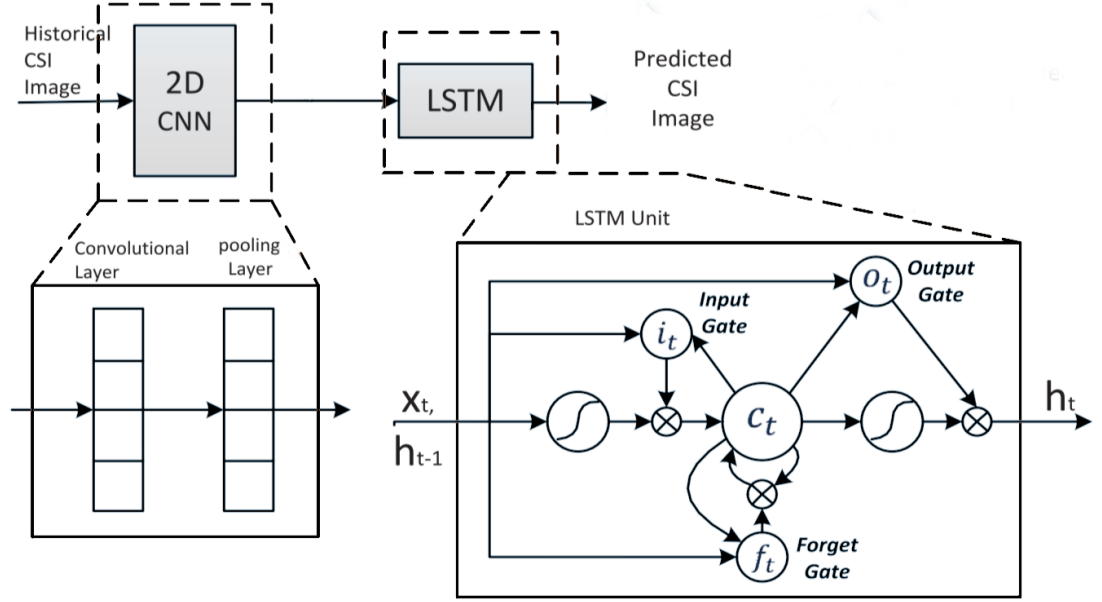 Historical
CSI
Image
2D
CNN
LSTM
Predicted
CSI
Image
Convolutional
Layer
pooling
Layer
LSTM Unit
Output
Gate
Input
Gate
Forget
Gate
o_t
i_t
c_t
f_t
x_t,
h_{t-1}
h_t